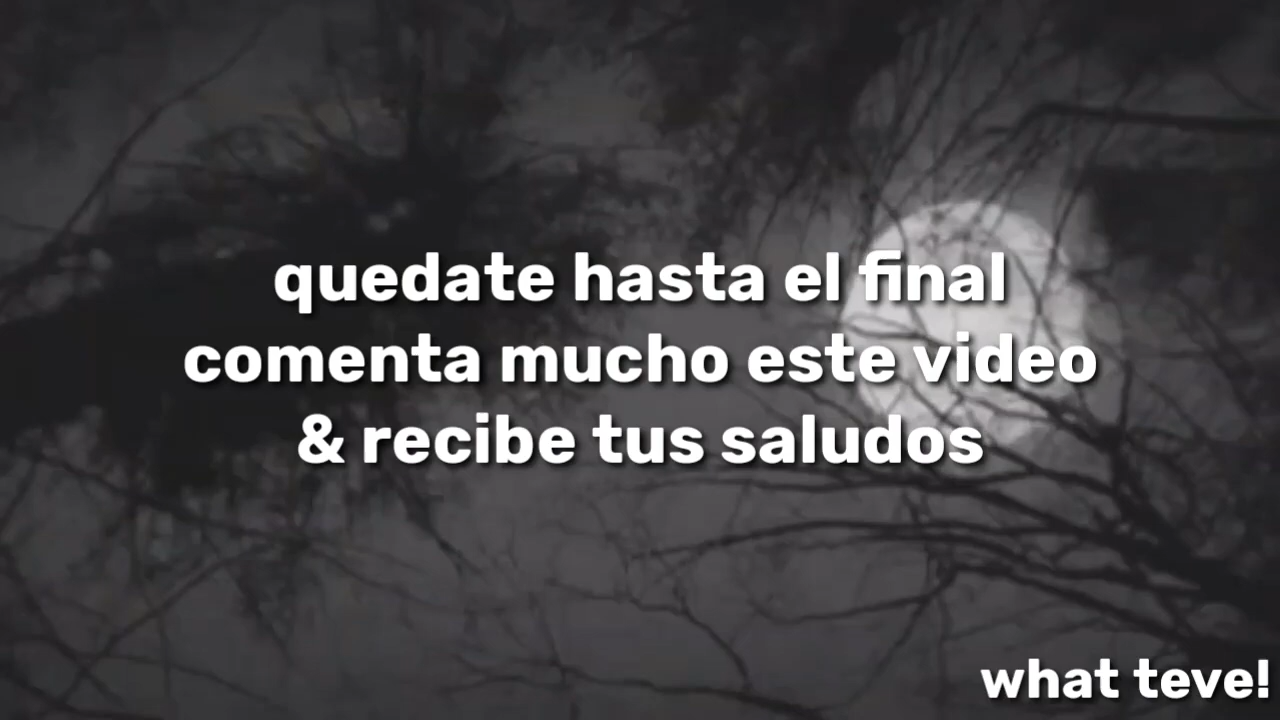 quedate hasta el final
comenta mucho este video
& recibe tus saludos
what teve!